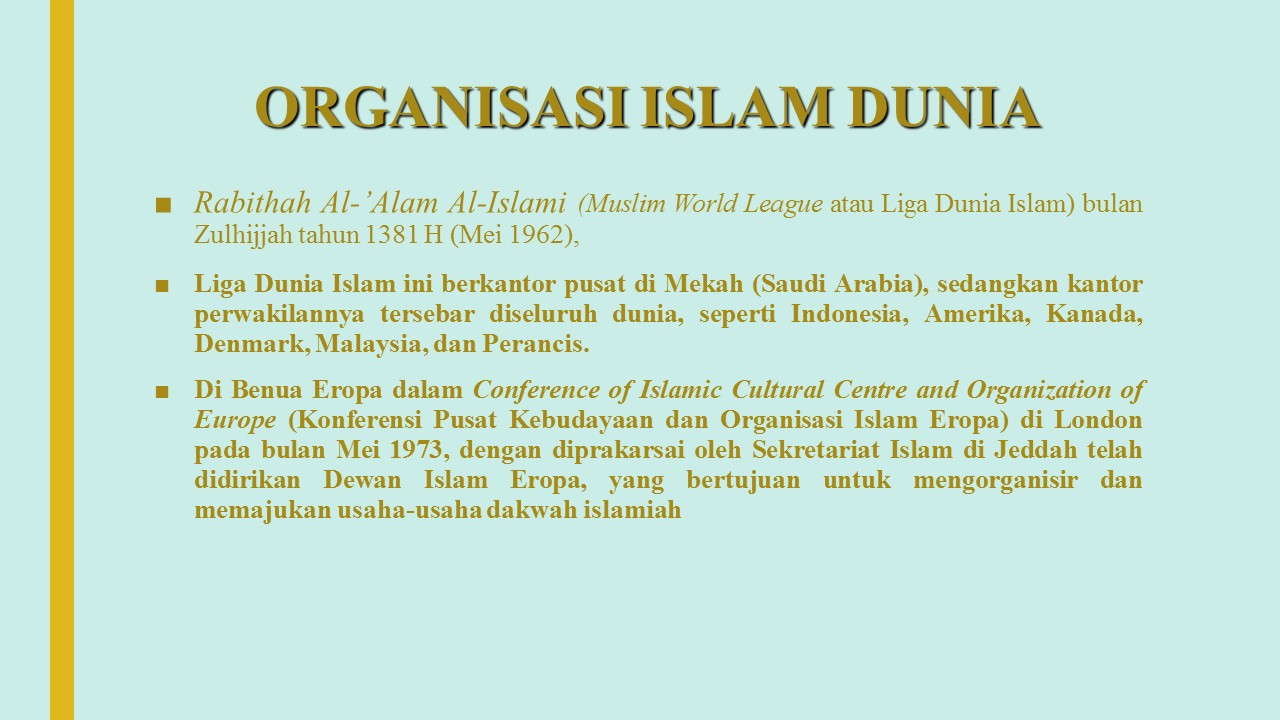 ORGANISASI ISLAM DUNIA
■ Rabithah Al-’Alam Al-Islami (Muslim World League atau Liga Dunia Islam) bulan
Zulhijjah tahun 1381 H (Mei 1962),
■ Liga Dunia Islam ini berkantor pusat di Mekah (Saudi Arabia), sedangkan kantor
perwakilannya tersebar diseluruh dunia, seperti Indonesia, Amerika, Kanada,
Denmark, Malaysia, dan Perancis.
■ Di Benua Eropa dalam Conference of Islamic Cultural Centre and Organization of
Europe (Konferensi Pusat Kebudayaan dan Organisasi Islam Eropa) di London
pada bulan Mei 1973, dengan diprakarsai oleh Sekretariat Islam di Jeddah telah
didirikan Dewan Islam Eropa, yang bertujuan untuk mengorganisir dan
memajukan usaha-usaha dakwah islamiah